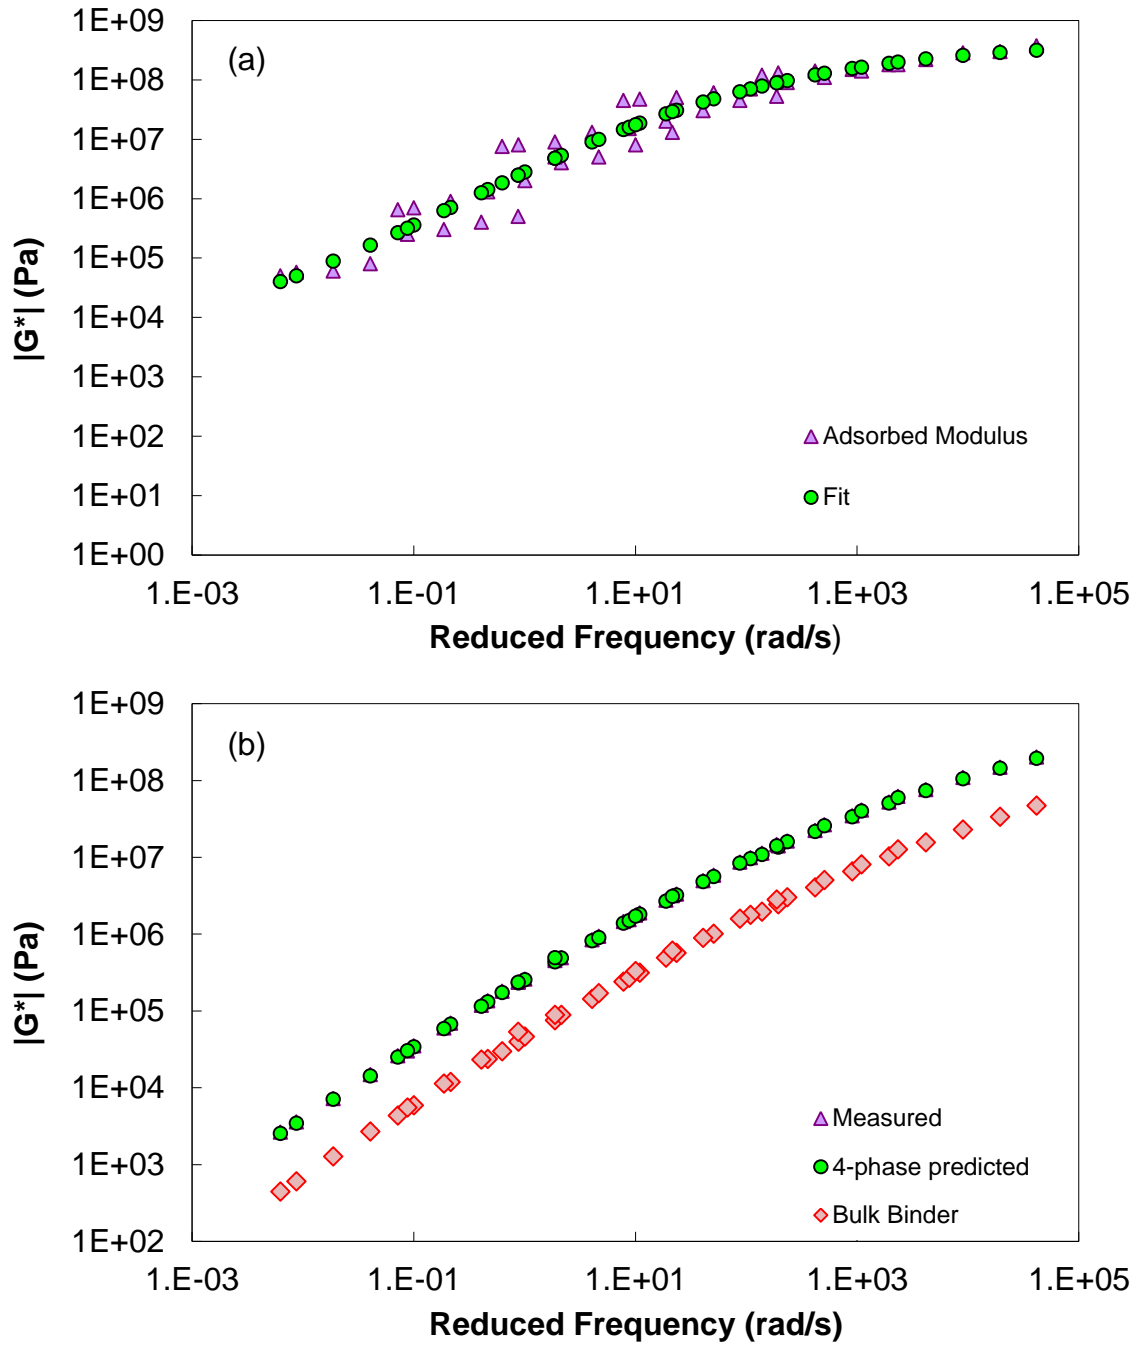 1E+09
(a)
1E+08
1E+07
1E+06
1E+05
1E+04
1E+03
1E+02
1E+01
1E+00
|G*| (Pa)
Adsorbed Modulus
Fit
1.E-03 1.E-01 1.E+01 1.E+03 1.E+05
Reduced Frequency (rad/s)
1E+09
(b)
1E+08
1E+07
1E+06
1E+05
1E+04
1E+03
1E+02
|G*| (Pa)
Measured
4-phase predicted
Bulk Binder
1.E-03 1.E-01 1.E+01 1.E+03 1.E+05
Reduced Frequency (rad/s)